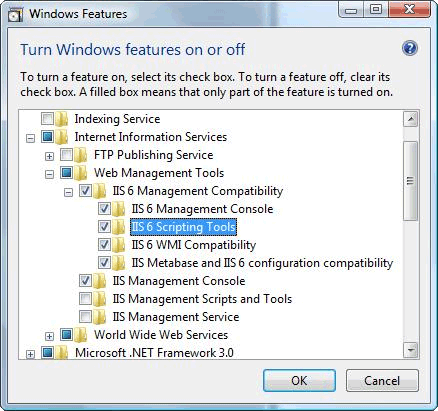 Windows Features
Turn Windows features on or off
To turn a feature on, select its check box. To turn a feature off, clear its
check box. A filled box means that only part of the feature is turned on.
Indexing Service
Internet Information Services
FTP Publishing Service
Web Management Tools
IIS 6 Management Compatibility
IIS 6 Management Console
IIS 6 Scripting Tools
IIS 6 WMI Compatibility
IIS Metabase and IIS 6 configuration compatibility
IIS Management Console
IIS Management Scripts and Tools
IIS Management Service
World Wide Web Services
Microsoft .NET Framework 3.0
OK
Cancel